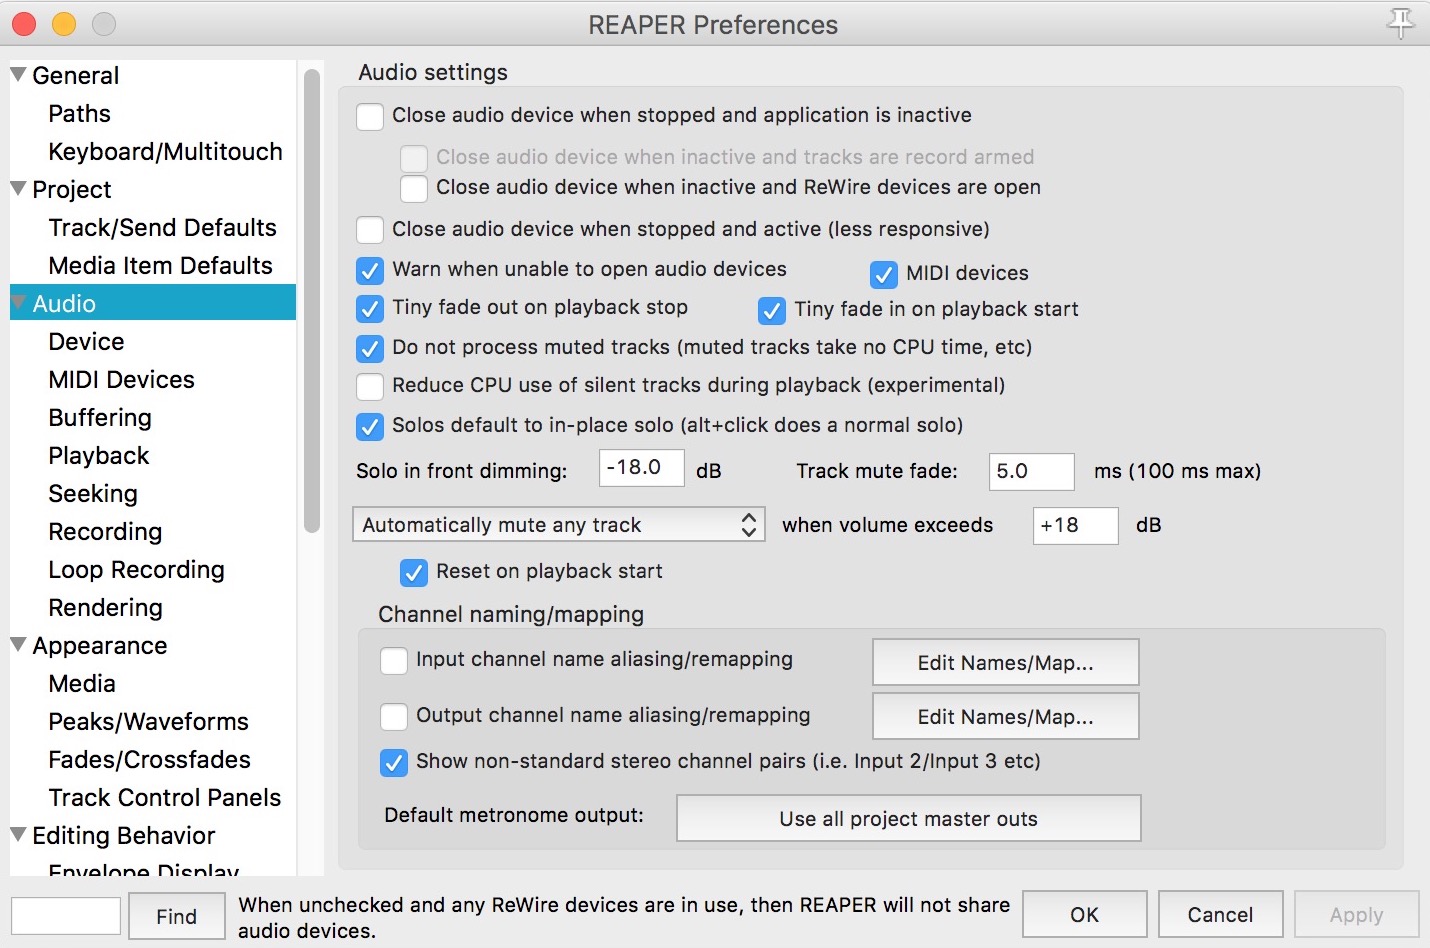 REAPER Preferences
General
Paths
Keyboard/Multitouch
Project
Track/Send Defaults
Media Item Defaults
Audio
Device
MIDI Devices
Buffering
Playback
Seeking
Recording
Loop Recording
Rendering
Appearance
Media
Peaks/Waveforms
Fades/Crossfades
Track Control Panels
Editing Behavior
Envelope Display
Audio settings
Close audio device when stopped and application is inactive
Close audio device when inactive and tracks are record armed
Close audio device when inactive and ReWire devices are open
Close audio device when stopped and active (less responsive)
Warn when unable to open audio devices MIDI devices
Tiny fade out on playback stop Tiny fade in on playback start
Do not process muted tracks (muted tracks take no CPU time, etc)
Reduce CPU use of silent tracks during playback (experimental)
Solos default to in-place solo (alt+click does a normal solo)
Solo in front dimming: -18.0 dB Track mute fade: 5.0 ms (100 ms max)
Automatically mute any track when volume exceeds +18 dB
Reset on playback start
Channel naming/mapping
Input channel name aliasing/remapping Edit Names/Map...
Output channel name aliasing/remapping Edit Names/Map...
Show non-standard stereo channel pairs (i.e. Input 2/Input 3 etc)
Default metronome output: Use all project master outs
Find
When unchecked and any ReWire devices are in use, then REAPER will not share
audio devices.
OK Cancel Apply